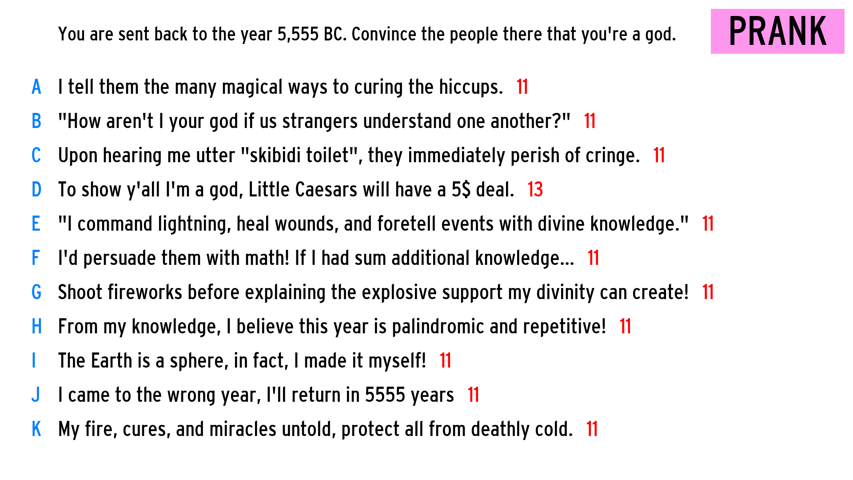 You are sent back to the year 5,555 BC. Convince the people there that you're a god.
PRANK
A I tell them the many magical ways to curing the hiccups. 11
B "How aren't I your god if us strangers understand one another?" 11
C Upon hearing me utter "skibidi toilet", they immediately perish of cringe. 11
D To show y'all I'm a god, Little Caesars will have a 5$ deal. 13
E "I command lightning, heal wounds, and foretell events with divine knowledge." 11
F I'd persuade them with math! If I had sum additional knowledge... 11
G Shoot fireworks before explaining the explosive support my divinity can create! 11
H From my knowledge, I believe this year is palindromic and repetitive! 11
I The Earth is a sphere, in fact, I made it myself! 11
J I came to the wrong year, I'll return in 5555 years 11
K My fire, cures, and miracles untold, protect all from deathly cold. 11